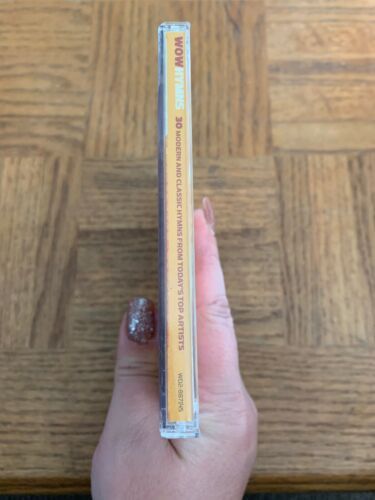 WOW HYMNS 30 MODERN AND CLASSIC HYMNS FROM TODAY'S TOP ARTISTS